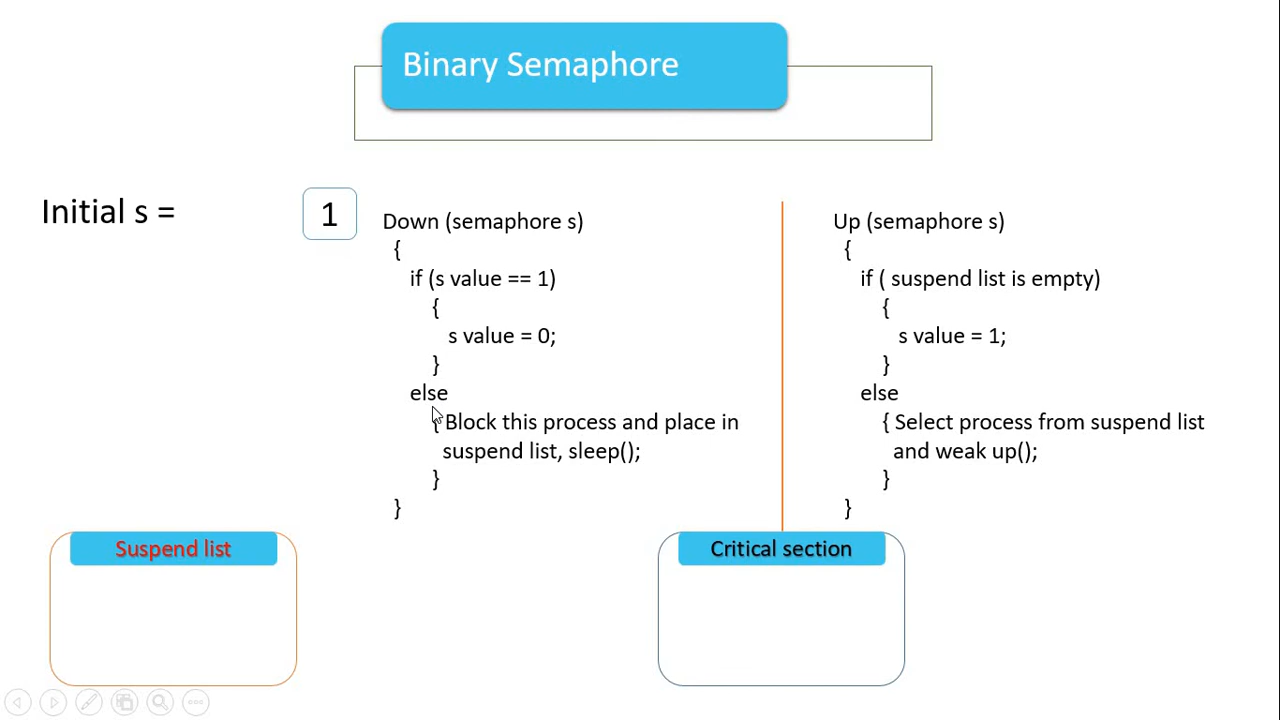 Binary Semaphore
Initial s =
1
Down (semaphore s)
{
if (s value == 1)
{
s value = 0;
}
else
{ Block this process and place in
suspend list, sleep();
}
}
Up (semaphore s)
{
if ( suspend list is empty)
{
s value = 1;
}
else
{ Select process from suspend list
and weak up();
}
}
Suspend list
Critical section